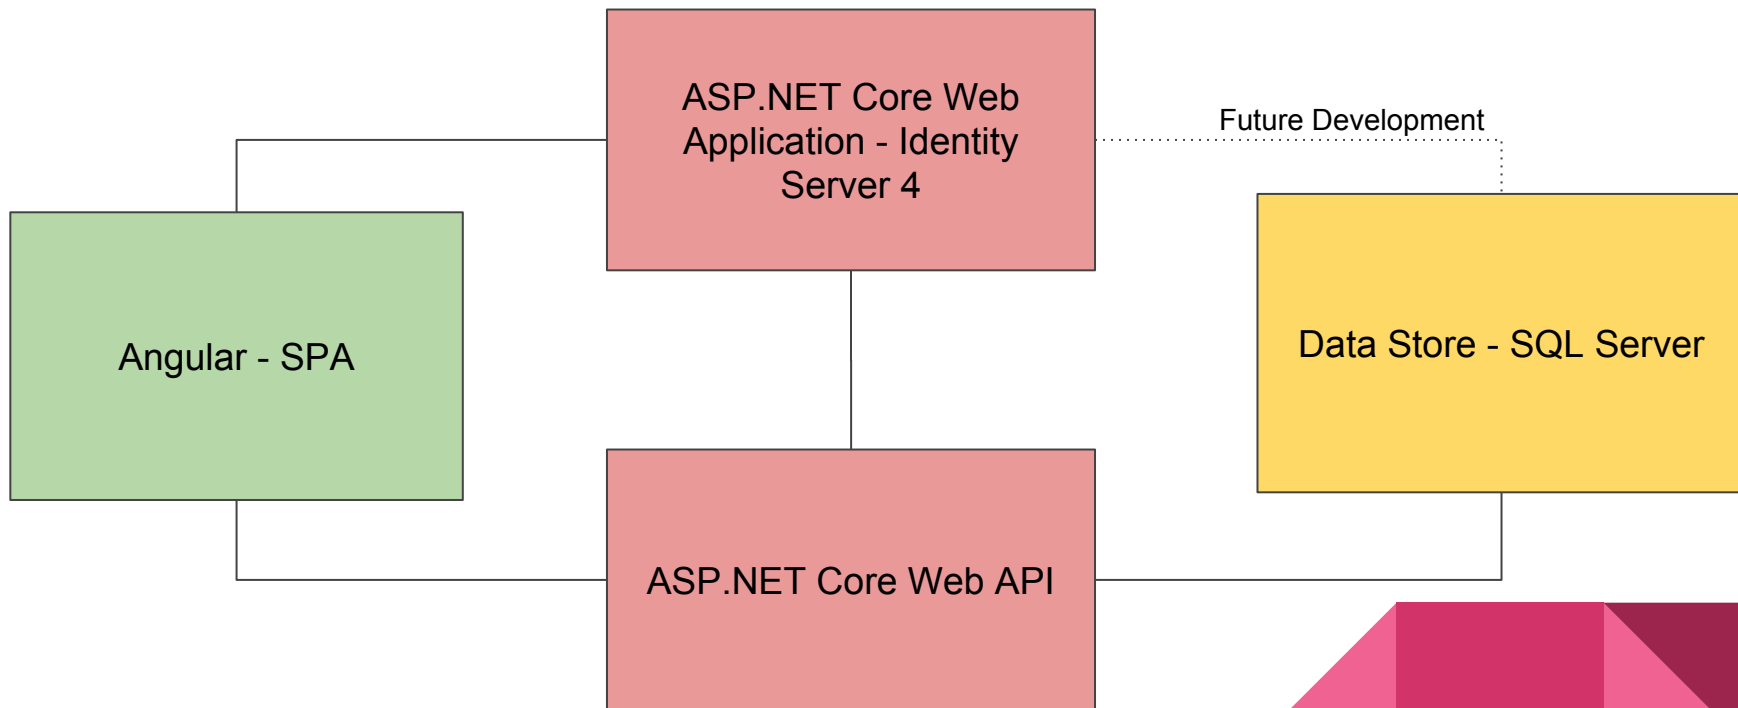 ASP.NET Core Web
Application - Identity
Server 4
Future Development
Angular - SPA
Data Store - SQL Server
ASP.NET Core Web API